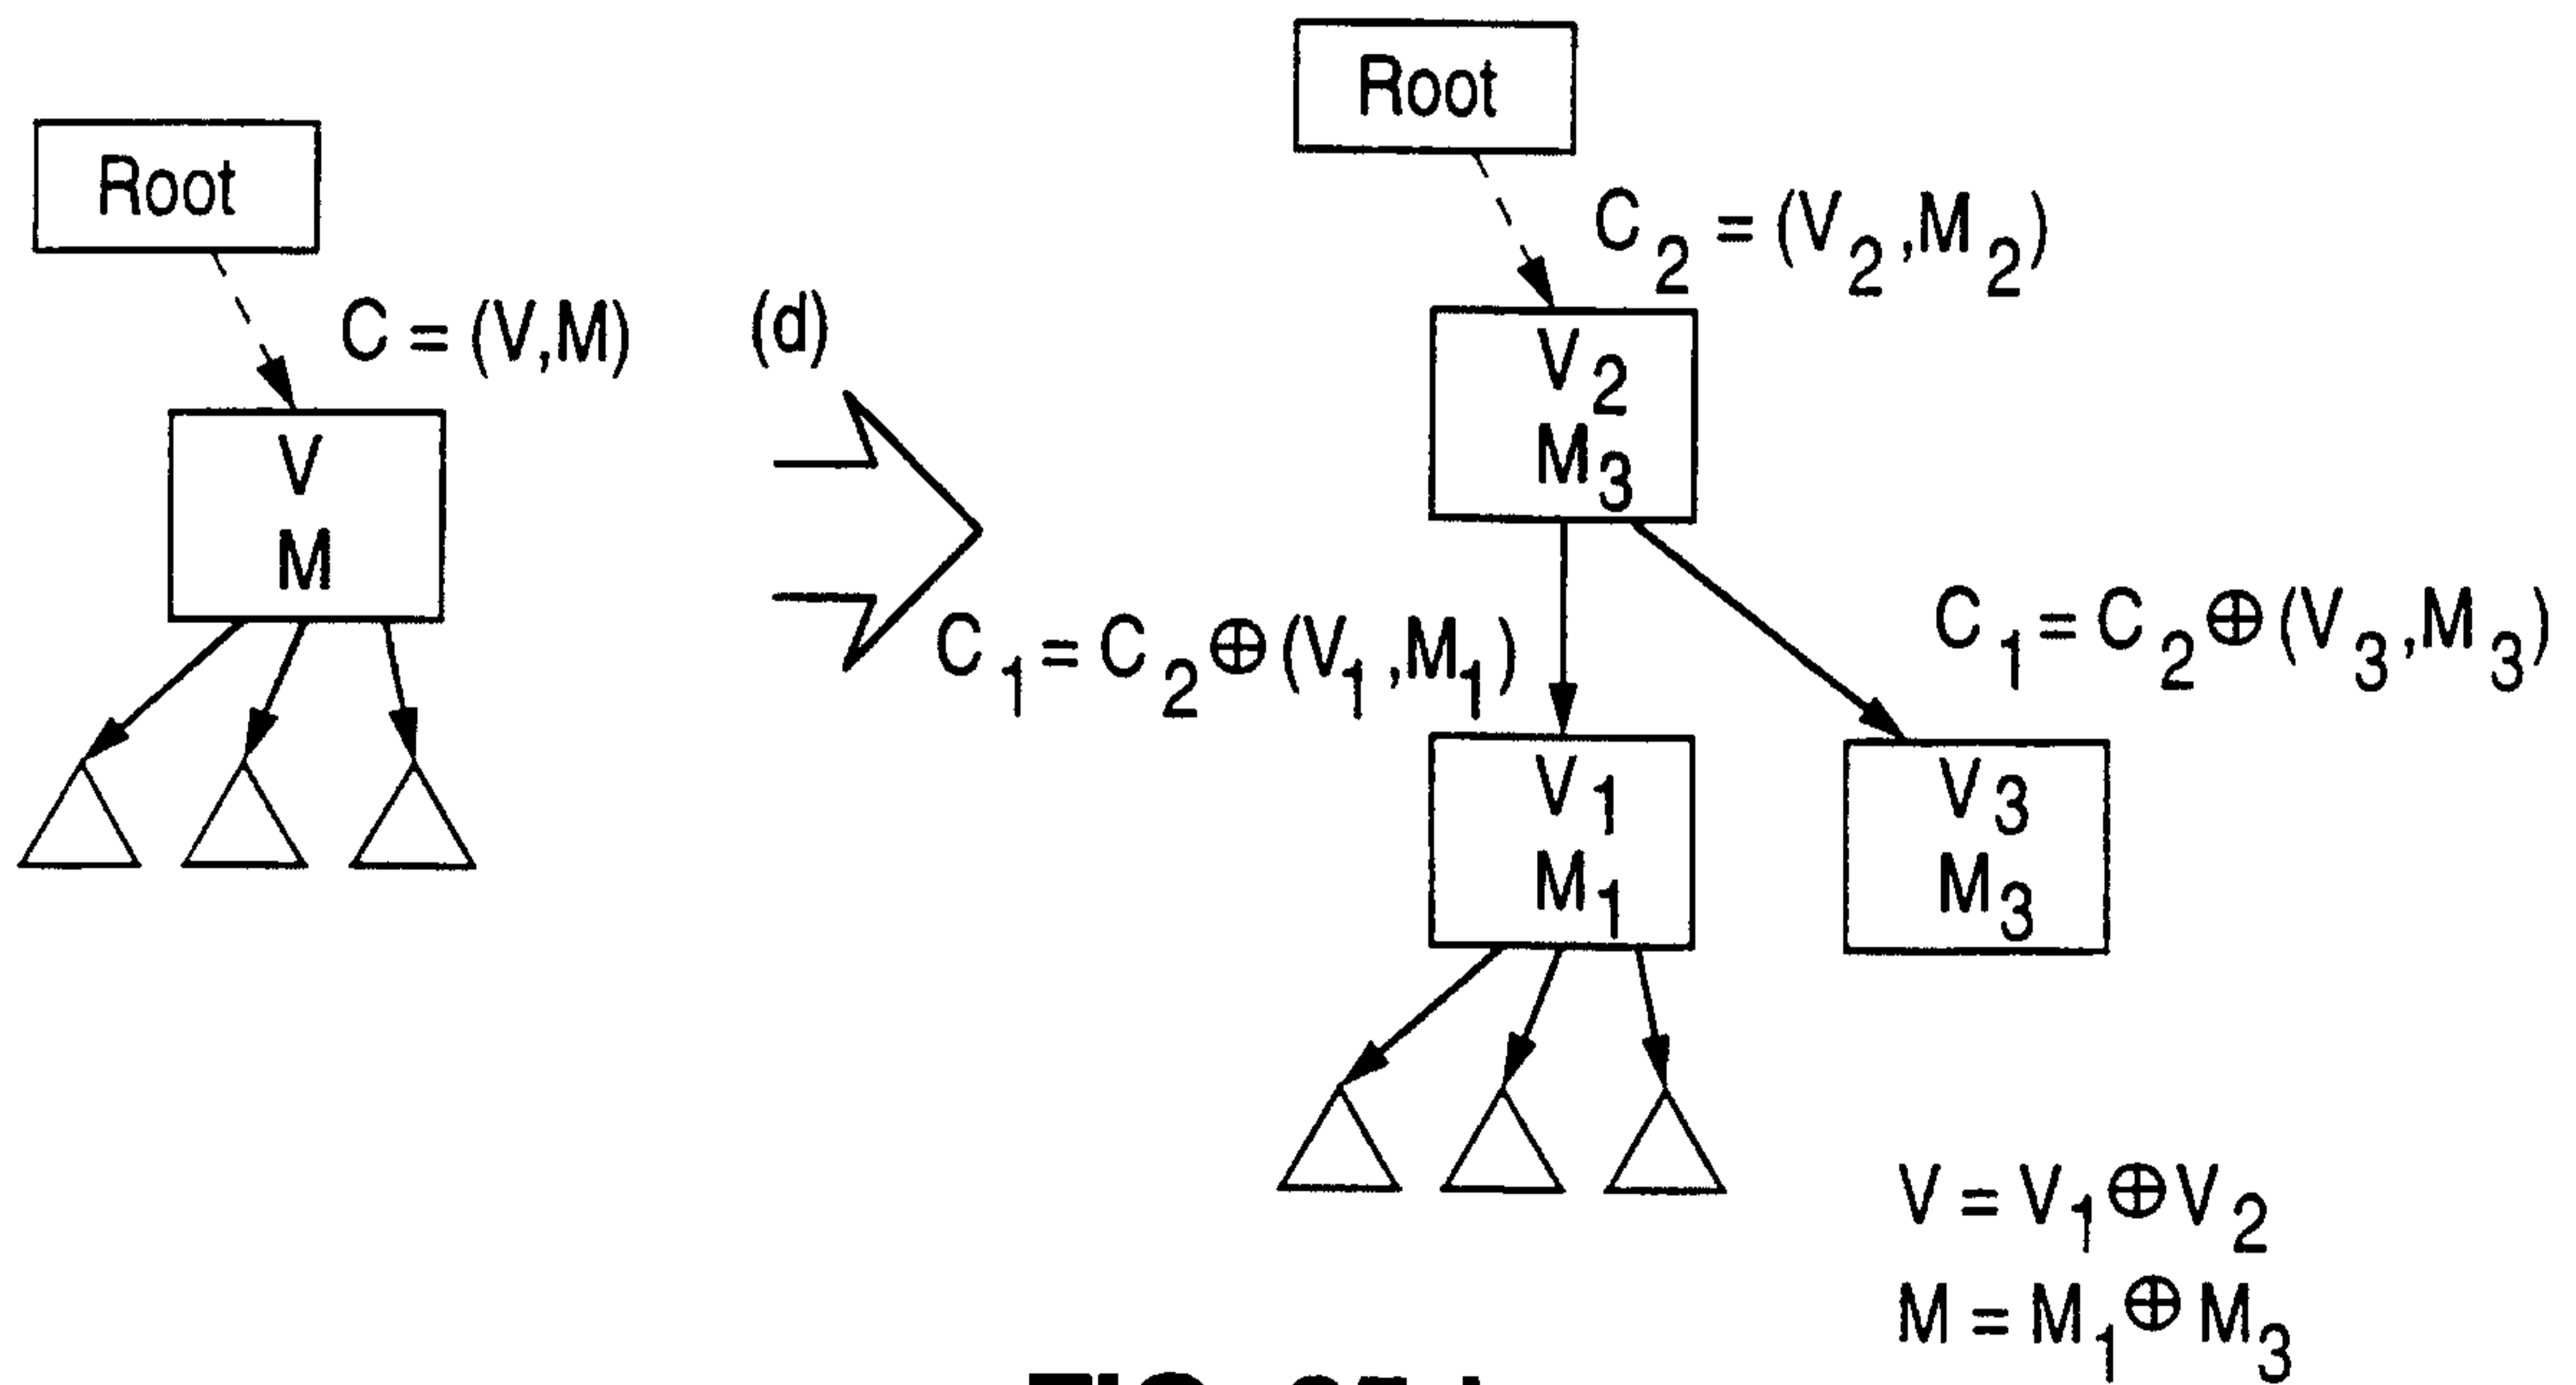 Root
C = (V,M)
V
M
(d)
Root
C₂ = (V₂,M₂)
V₂
M₃
C₁ = C₂⊕(V₁,M₁)
C₁ = C₂⊕(V₃,M₃)
V₁
M₁
V₃
M₃
V = V₁⊕V₂
M = M₁⊕M₃